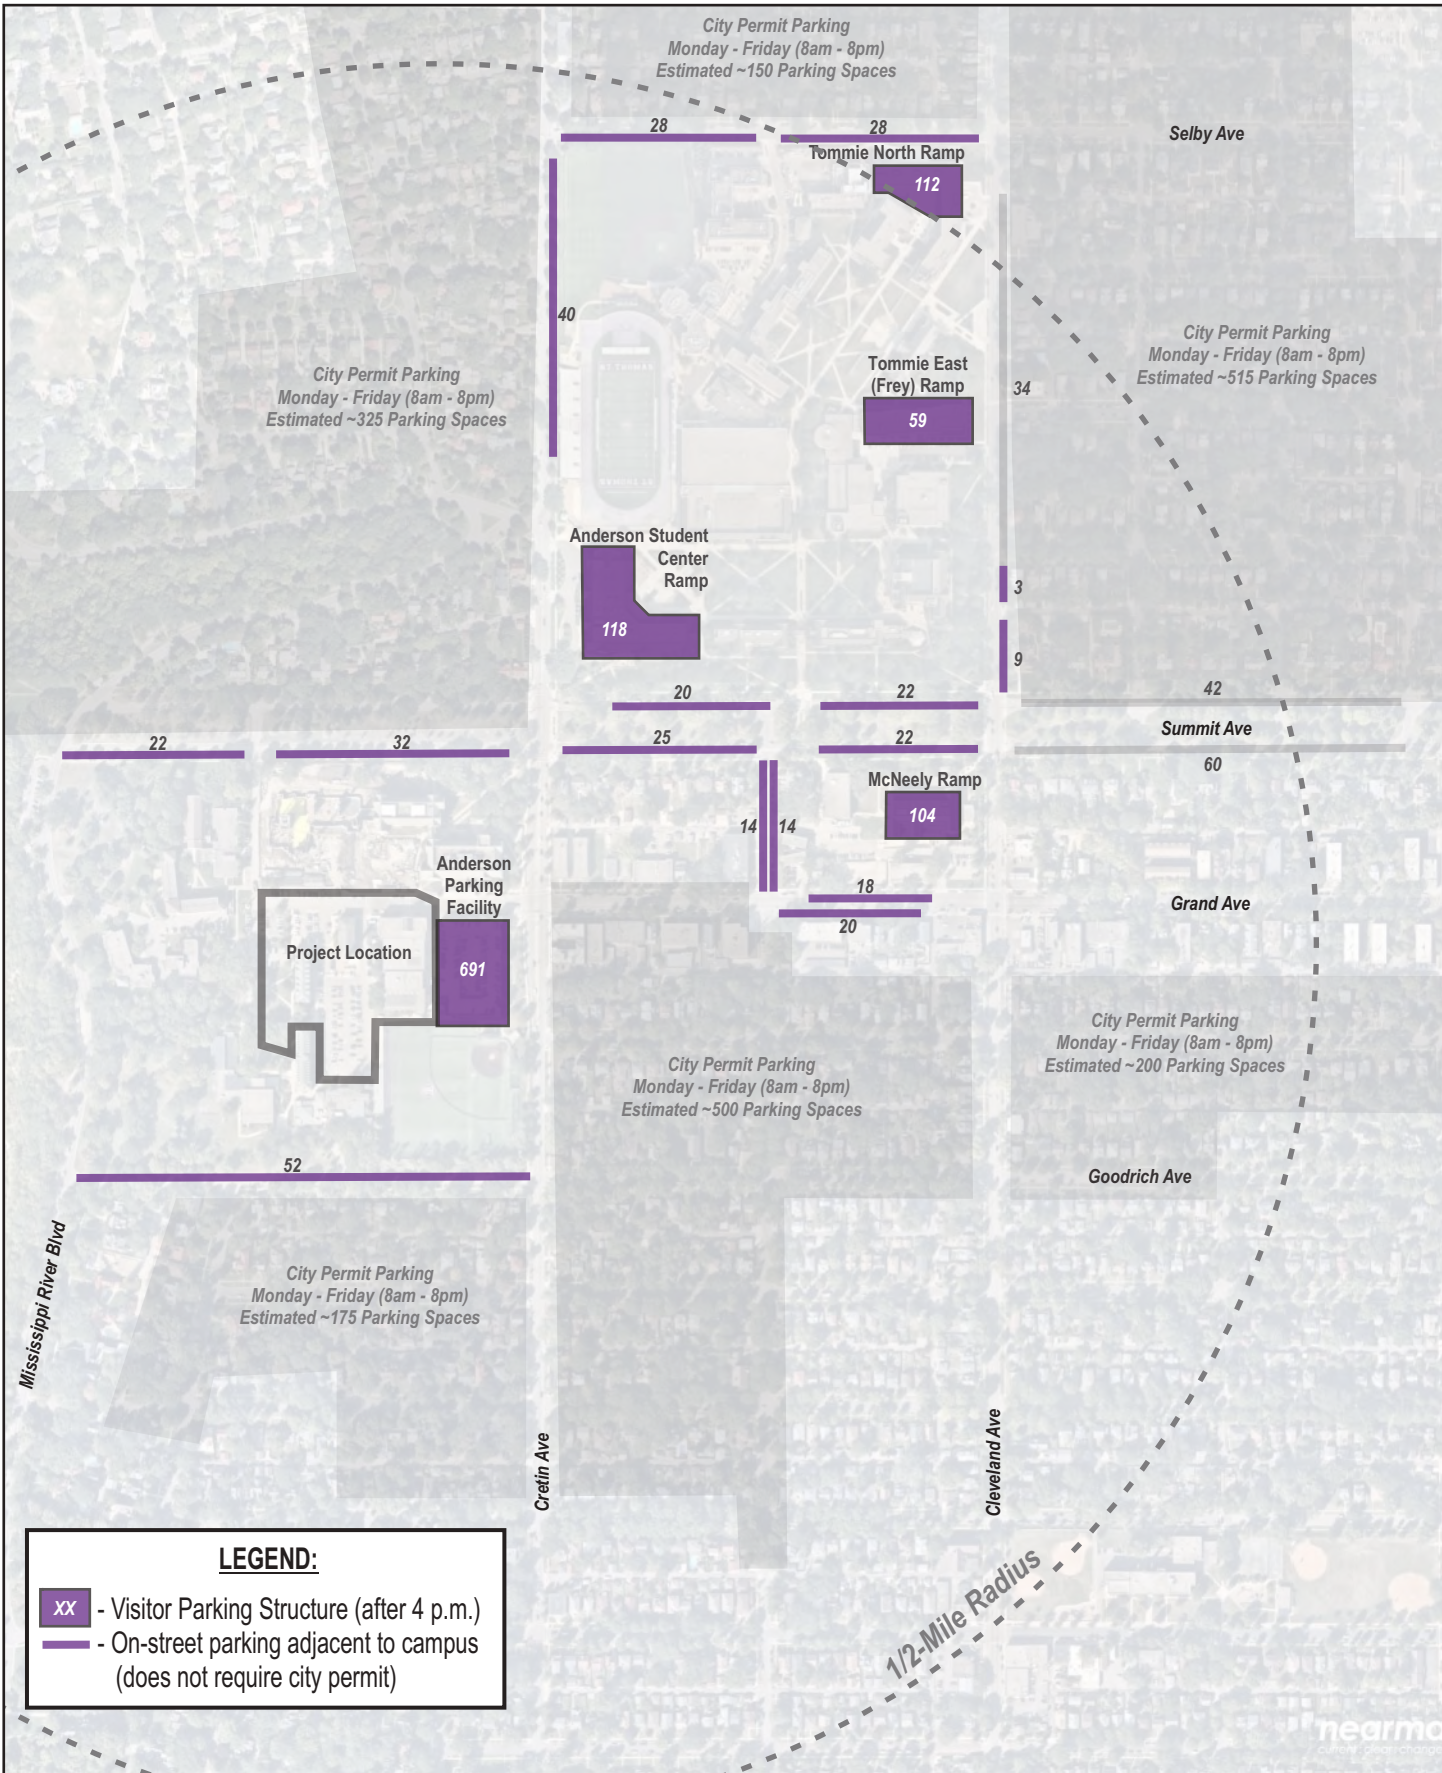 City Permit Parking
Monday - Friday (8am - 8pm)
Estimated ~150 Parking Spaces
28
28
Selby Ave
Tommie North Ramp
112
40
City Permit Parking
Monday - Friday (8am - 8pm)
Estimated ~325 Parking Spaces
Tommie East
(Frey) Ramp
59
34
City Permit Parking
Monday - Friday (8am - 8pm)
Estimated ~515 Parking Spaces
Anderson Student
Center
Ramp
118
3
9
20
22
42
Summit Ave
22
32
25
22
60
McNeely Ramp
104
14
14
18
20
Grand Ave
Anderson
Parking
Facility
691
Project Location
City Permit Parking
Monday - Friday (8am - 8pm)
Estimated ~500 Parking Spaces
City Permit Parking
Monday - Friday (8am - 8pm)
Estimated ~200 Parking Spaces
52
Goodrich Ave
Mississippi River Blvd
City Permit Parking
Monday - Friday (8am - 8pm)
Estimated ~175 Parking Spaces
Cretin Ave
Cleveland Ave
1/2-Mile Radius
LEGEND:
XX - Visitor Parking Structure (after 4 p.m.)
- On-street parking adjacent to campus
(does not require city permit)
nearma